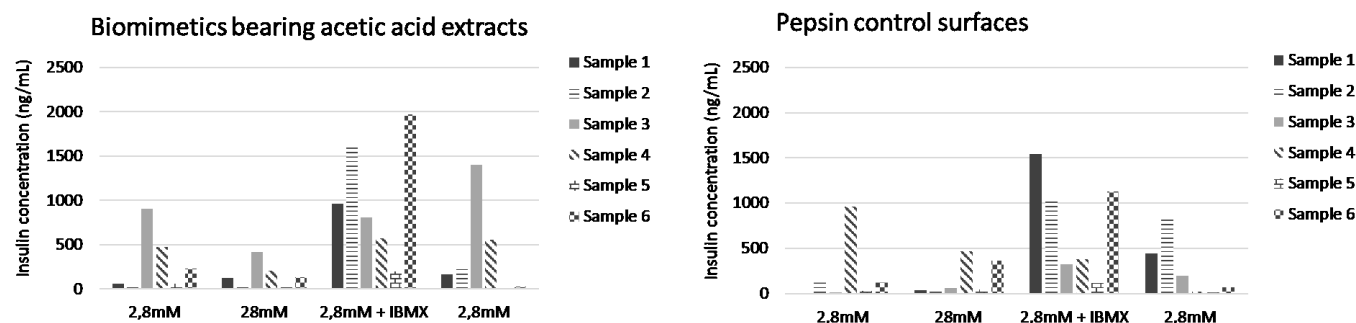 Biomimetics bearing acetic acid extracts
Insulin concentration (ng/mL)
2500
2000
1500
1000
500
0
2,8mM
28mM
2,8mM + IBMX
2,8mM
Sample 1
Sample 2
Sample 3
Sample 4
Sample 5
Sample 6
Pepsin control surfaces
Insulin concentration (ng/mL)
2500
2000
1500
1000
500
0
2.8mM
28mM
2,8mM + IBMX
2.8mM
Sample 1
Sample 2
Sample 3
Sample 4
Sample 5
Sample 6